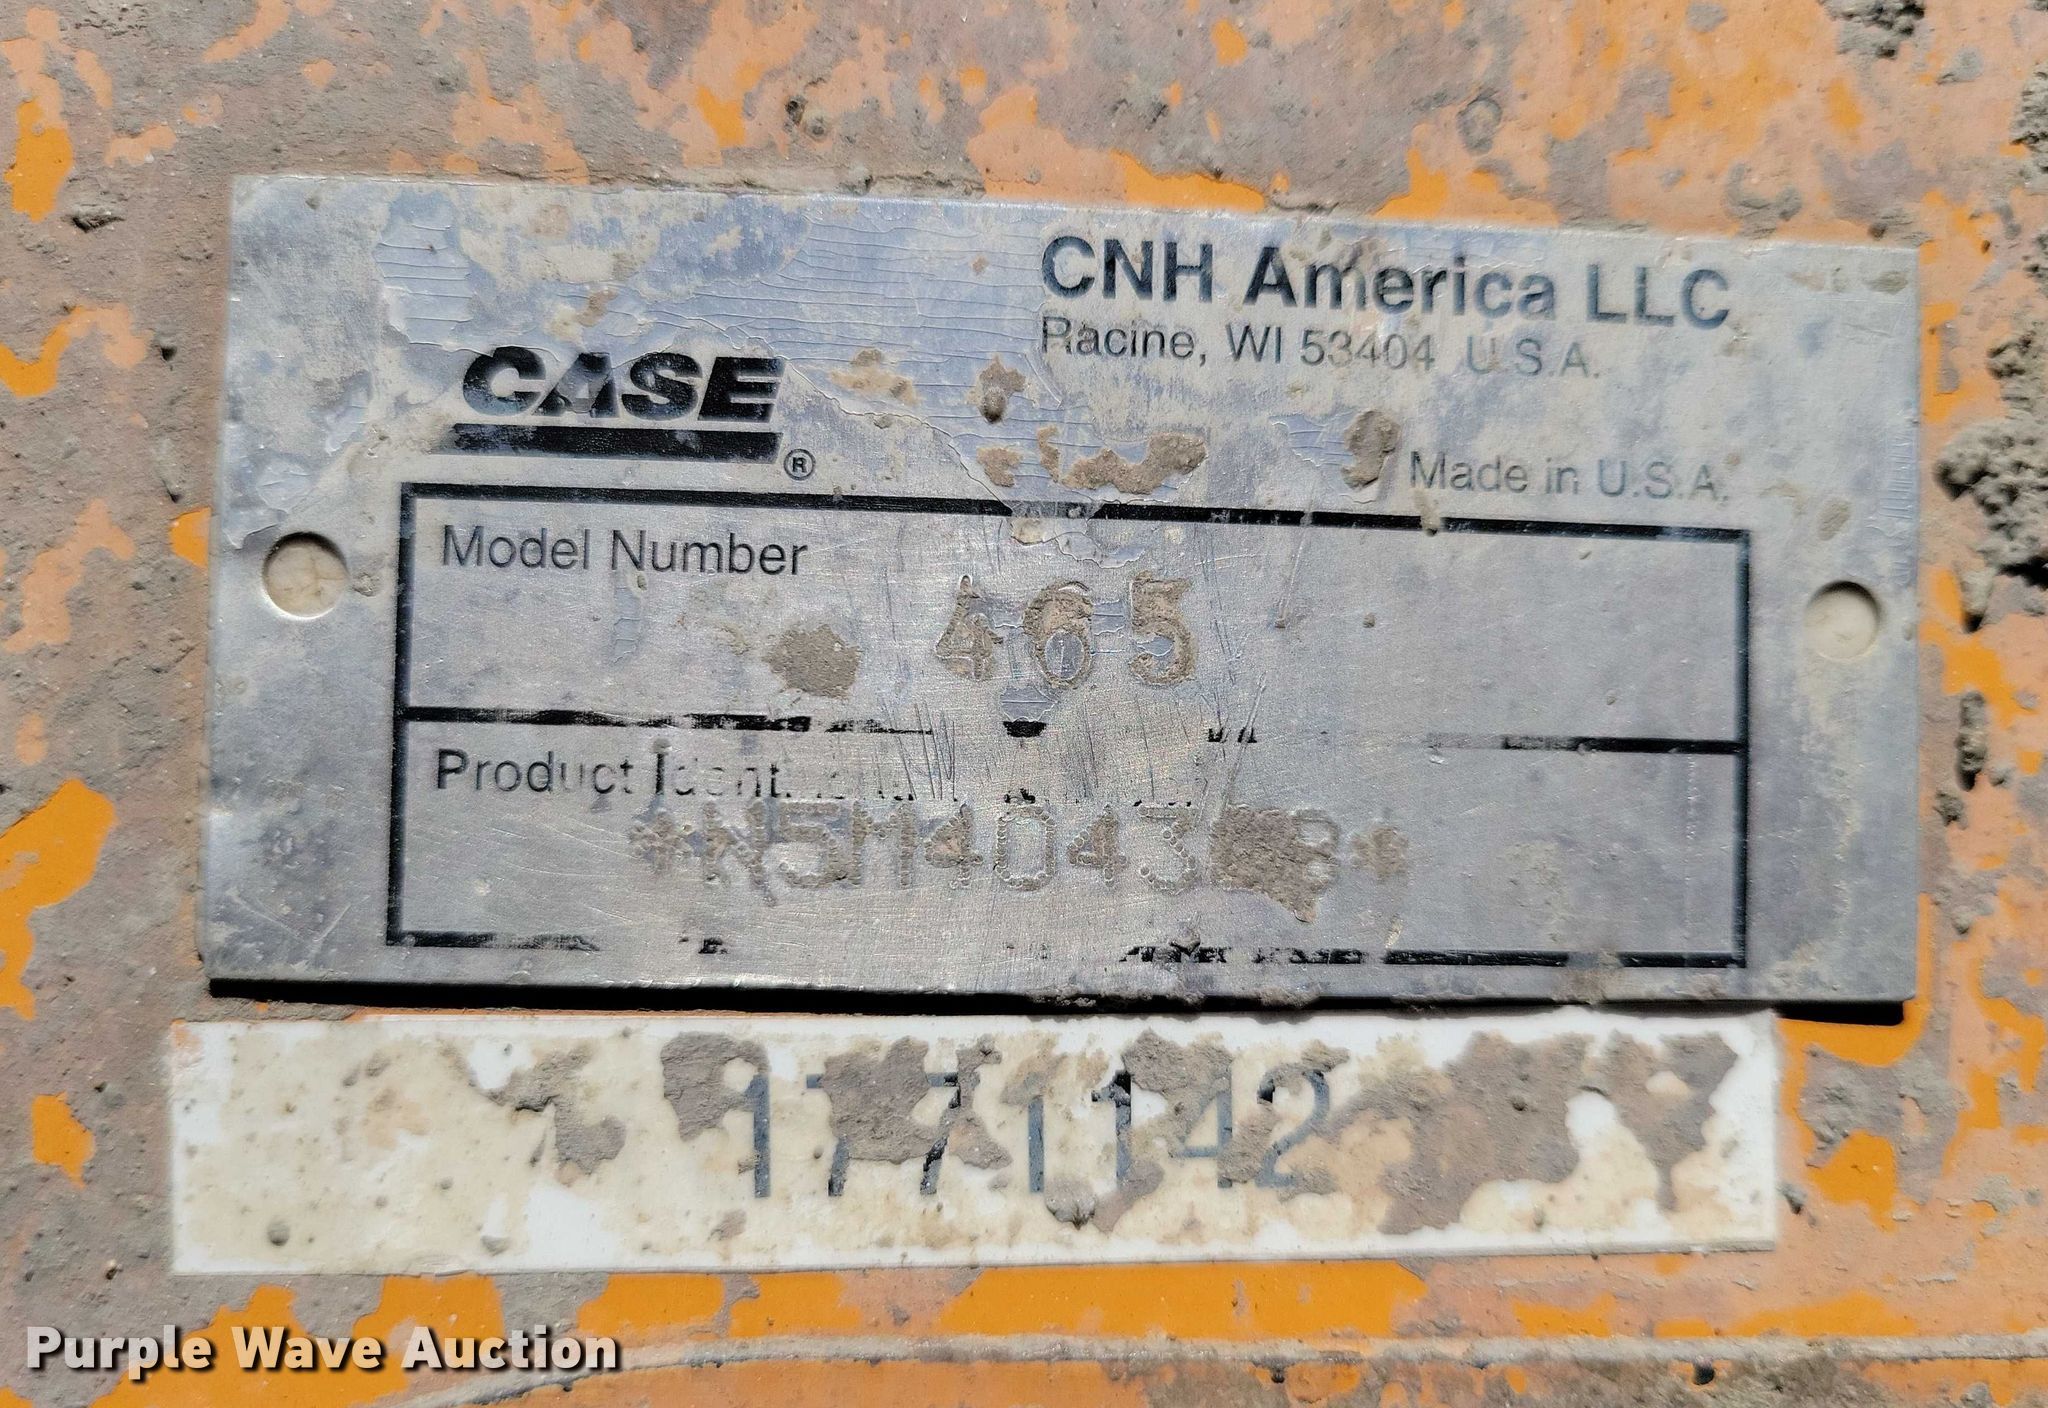 CNH America LLC
Racine, WI 53404 U.S.A.
CASE
®
Made in U.S.A.
Model Number
465
Product
1771142
Purple Wave Auction